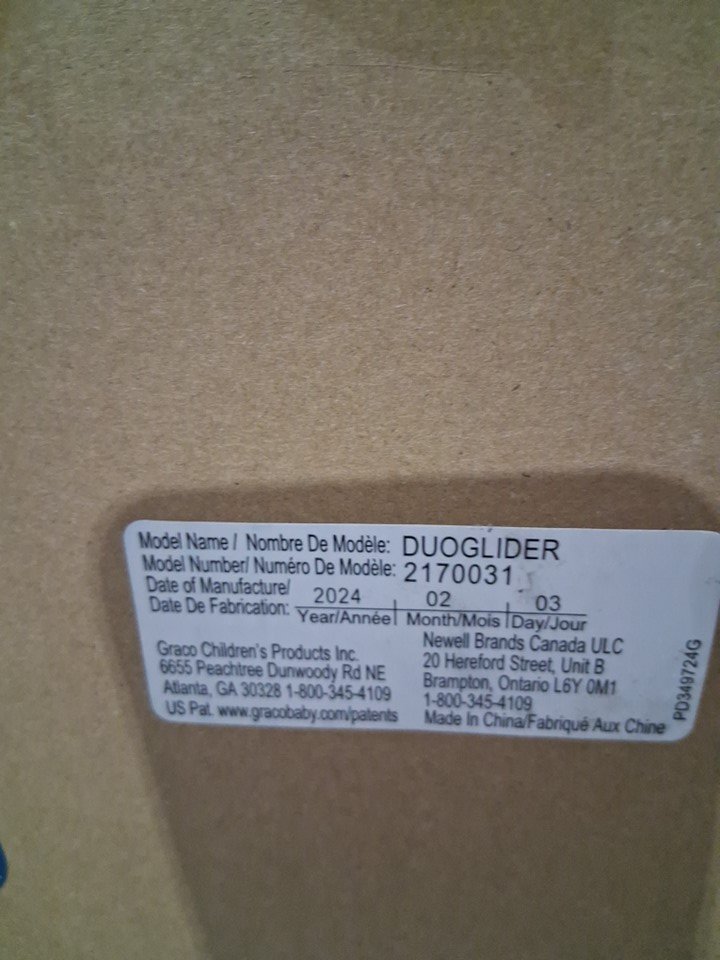 Model Name / Nombre De Modèle: DUOGLIDER
Model Number/ Numéro De Modèle: 2170031
Date of Manufacture/
Date De Fabrication: 2024 02 03
Year/Année Month/Mois Day/Jour
Graco Children's Products Inc.
6655 Peachtree Dunwoody Rd NE
Atlanta, GA 30328 1-800-345-4109
US Pat. www.gracobaby.com/patents
Newell Brands Canada ULC
20 Hereford Street, Unit B
Brampton, Ontario L6Y 0M1
1-800-345-4109
Made In China/Fabriqué Aux Chine
PD349724G